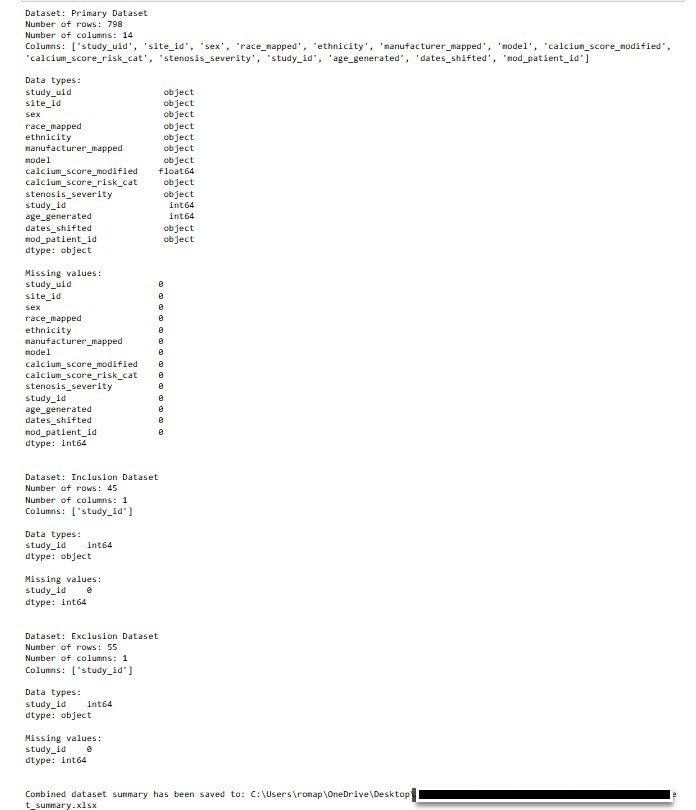 Dataset: Primary Dataset
Number of rows: 798
Number of columns: 14
Columns: ['study_uid', 'site_id', 'sex', 'race_mapped', 'ethnicity', 'manufacturer_mapped', 'model', 'calcium_score_modified',
'calcium_score_risk_cat', 'stenosis_severity', 'study_id', 'age_generated', 'dates_shifted', 'mod_patient_id']
Data types:
study_uid object
site_id object
sex object
race_mapped object
ethnicity object
manufacturer_mapped object
model object
calcium_score_modified float64
calcium_score_risk_cat object
stenosis_severity object
study_id int64
age_generated int64
dates_shifted object
mod_patient_id object
dtype: object
Missing values:
study_uid 0
site_id 0
sex 0
race_mapped 0
ethnicity 0
manufacturer_mapped 0
model 0
calcium_score_modified 0
calcium_score_risk_cat 0
stenosis_severity 0
study_id 0
age_generated 0
dates_shifted 0
mod_patient_id 0
dtype: int64
Dataset: Inclusion Dataset
Number of rows: 45
Number of columns: 1
Columns: ['study_id']
Data types:
study_id int64
dtype: object
Missing values:
study_id 0
dtype: int64
Dataset: Exclusion Dataset
Number of rows: 55
Number of columns: 1
Columns: ['study_id']
Data types:
study_id int64
dtype: object
Missing values:
study_id 0
dtype: int64
Combined dataset summary has been saved to: C:\Users\romap\OneDrive\Desktop\
t_summary.xlsx